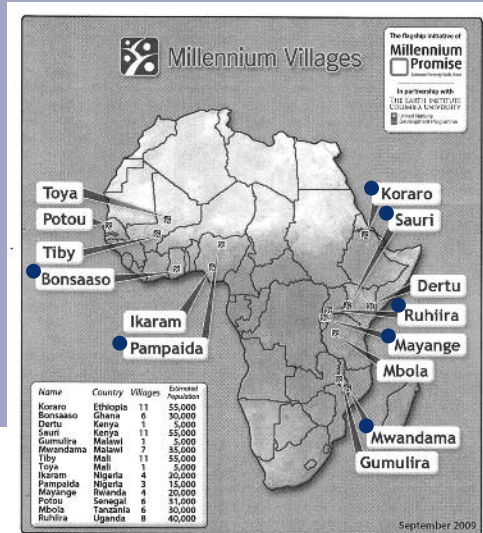 Millennium Villages
The flagship initiative of
Millennium
Promise
In partnership with
THE EARTH INSTITUTE
COLUMBIA UNIVERSITY
United Nations
Development Programme
Toya
Potou
Tiby
Bonsaaso
Ikaram
Pampaida
Koraro
Sauri
Dertu
Ruhiira
Mayange
Mbola
Mwandama
Gumulira
Name Country Villages Estimated Population
Koraro Ethiopia 11 55,000
Bonsaaso Ghana 6 30,000
Dertu Kenya 1 5,000
Sauri Kenya 11 55,000
Gumulira Malawi 1 5,000
Mwandama Malawi 7 35,000
Tiby Mali 11 55,000
Toya Mali 1 5,000
Ikaram Nigeria 4 20,000
Pampaida Nigeria 3 15,000
Mayange Rwanda 4 20,000
Potou Senegal 6 31,000
Mbola Tanzania 6 30,000
Ruhiira Uganda 8 40,000
September 2009